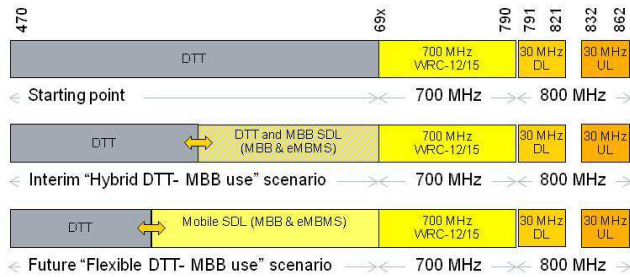 470 69x 790 791 821 832 862
DTT
700 MHz
WRC-12/15
30 MHz
DL
30 MHz
UL
Starting point
700 MHz
800 MHz
DTT
DTT and MBB SDL
(MBB & eMBMS)
700 MHz
WRC-12/15
30 MHz
DL
30 MHz
UL
Interim “Hybrid DTT- MBB use” scenario
700 MHz
800 MHz
DTT
Mobile SDL (MBB & eMBMS)
700 MHz
WRC-12/15
30 MHz
DL
30 MHz
UL
Future “Flexible DTT- MBB use” scenario
700 MHz
800 MHz